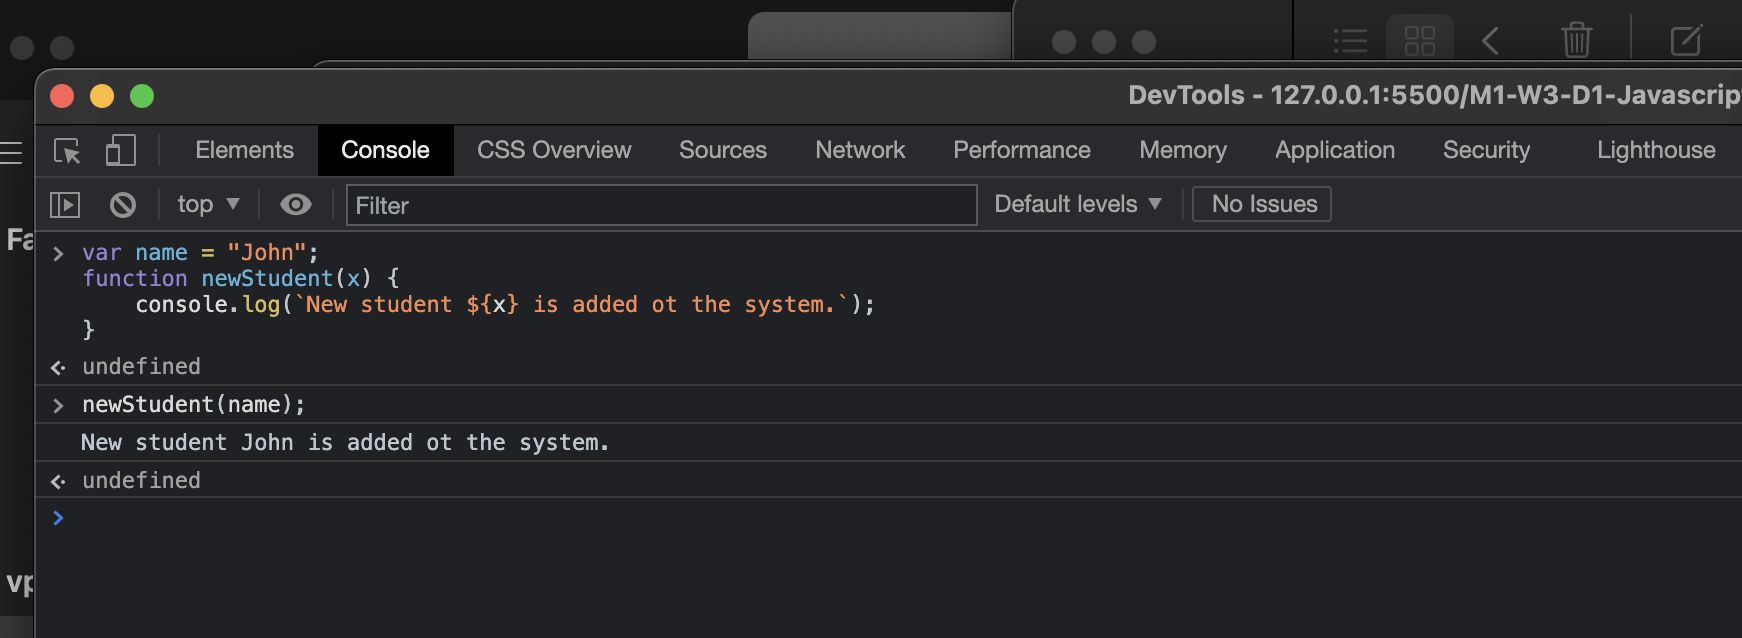 DevTools - 127.0.0.1:5500/M1-W3-D1-Javascrip
Elements Console CSS Overview Sources Network Performance Memory Application Security Lighthouse
top ▼ Filter Default levels ▼ No Issues
Fa
> var name = "John";
function newStudent(x) {
    console.log(`New student ${x} is added ot the system.`);
}
undefined
> newStudent(name);
New student John is added ot the system.
undefined
>
vp